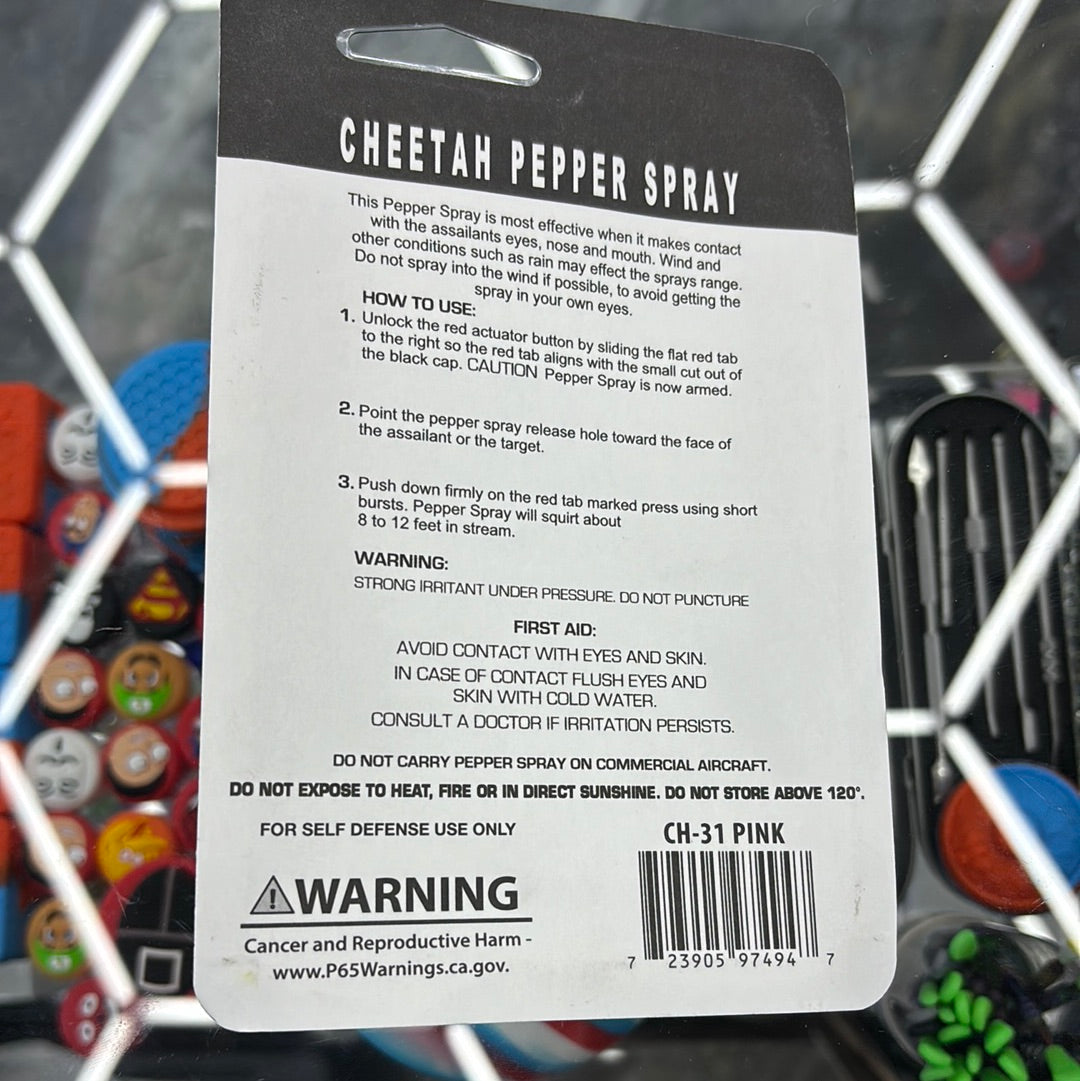 CHEETAH PEPPER SPRAY
This Pepper Spray is most effective when it makes contact
with the assailants eyes, nose and mouth. Wind and
other conditions such as rain may effect the sprays range.
Do not spray into the wind if possible, to avoid getting the
spray in your own eyes.
HOW TO USE:
1. Unlock the red actuator button by sliding the flat red tab
to the right so the red tab aligns with the small cut out of
the black cap. CAUTION Pepper Spray is now armed.
2. Point the pepper spray release hole toward the face of
the assailant or the target.
3. Push down firmly on the red tab marked press using short
bursts. Pepper Spray will squirt about
8 to 12 feet in stream.
WARNING:
STRONG IRRITANT UNDER PRESSURE. DO NOT PUNCTURE
FIRST AID:
AVOID CONTACT WITH EYES AND SKIN.
IN CASE OF CONTACT FLUSH EYES AND
SKIN WITH COLD WATER.
CONSULT A DOCTOR IF IRRITATION PERSISTS.
DO NOT CARRY PEPPER SPRAY ON COMMERCIAL AIRCRAFT.
DO NOT EXPOSE TO HEAT, FIRE OR IN DIRECT SUNSHINE. DO NOT STORE ABOVE 120°.
FOR SELF DEFENSE USE ONLY
CH-31 PINK
WARNING
Cancer and Reproductive Harm -
www.P65Warnings.ca.gov.
7 23905 97494 7